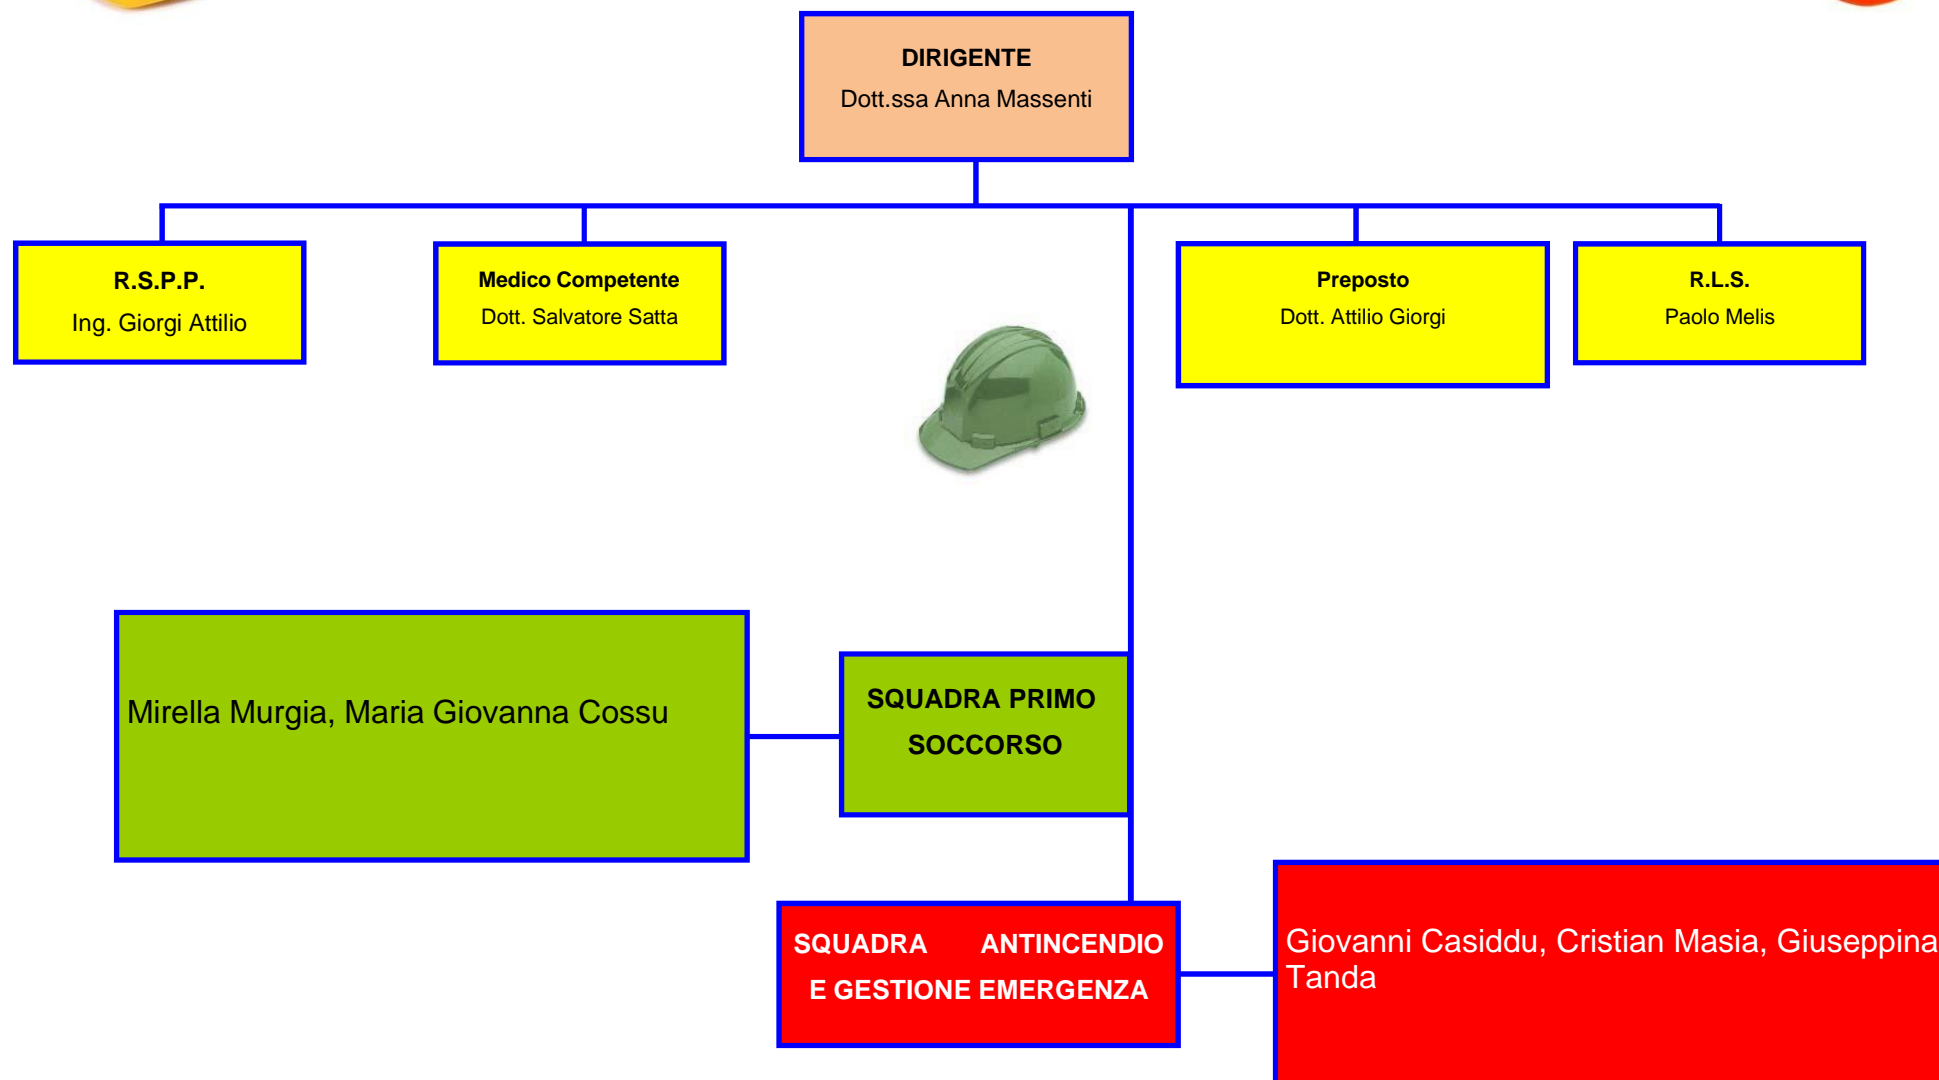 DIRIGENTE
Dott.ssa Anna Massenti
R.S.P.P.
Ing. Giorgi Attilio
Medico Competente
Dott. Salvatore Satta
Preposto
Dott. Attilio Giorgi
R.L.S.
Paolo Melis
Mirella Murgia, Maria Giovanna Cossu
SQUADRA PRIMO
SOCCORSO
SQUADRA ANTINCENDIO
E GESTIONE EMERGENZA
Giovanni Casiddu, Cristian Masia, Giuseppina
Tanda